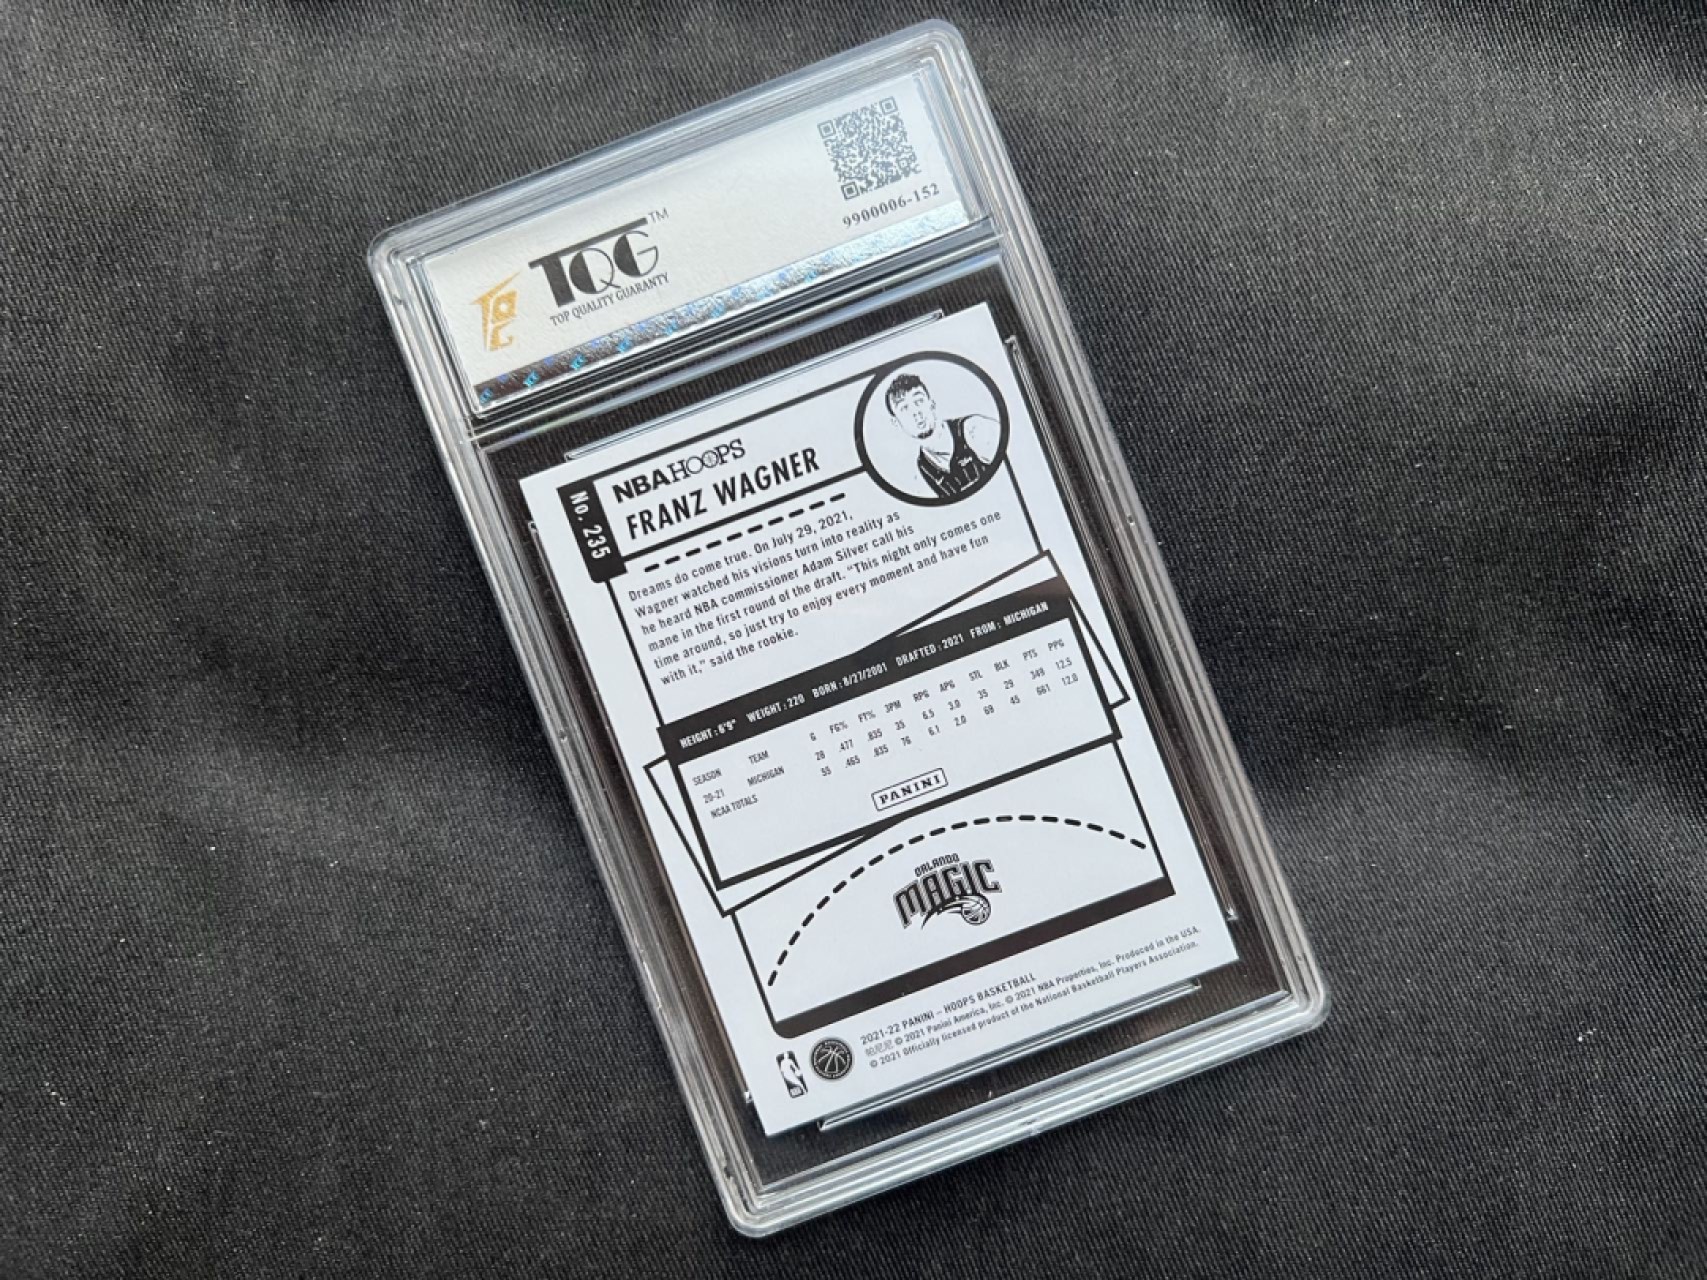 9900006-152
TQG™
TOP QUALITY GUARANTY
TQG
No. 235
NBA HOOPS
FRANZ WAGNER
Dreams do come true. On July 29, 2021,
Wagner watched his visions turn into reality as
he heard NBA commissioner Adam Silver call his
mane in the first round of the draft. “This night only comes one
time around, so just try to enjoy every moment and have fun
with it,” said the rookie.
HEIGHT: 6'9" WEIGHT: 220 BORN: 8/27/2001 DRAFTED: 2021 FROM: MICHIGAN
SEASON TEAM G FG% FT% 3PM RPG APG STL BLK PTS PPG
20-21 MICHIGAN 28 .477 .835 35 6.5 3.0 35 29 349 12.5
NCAA TOTALS 55 .465 .835 76 6.1 2.0 69 45 661 12.0
PANINI
ORLANDO
MAGIC
2021-22 PANINI – HOOPS BASKETBALL
帕尼尼 © 2021 Panini America, Inc. © 2021 NBA Properties, Inc. Produced in the USA.
© 2021 Officially licensed product of the National Basketball Players Association.